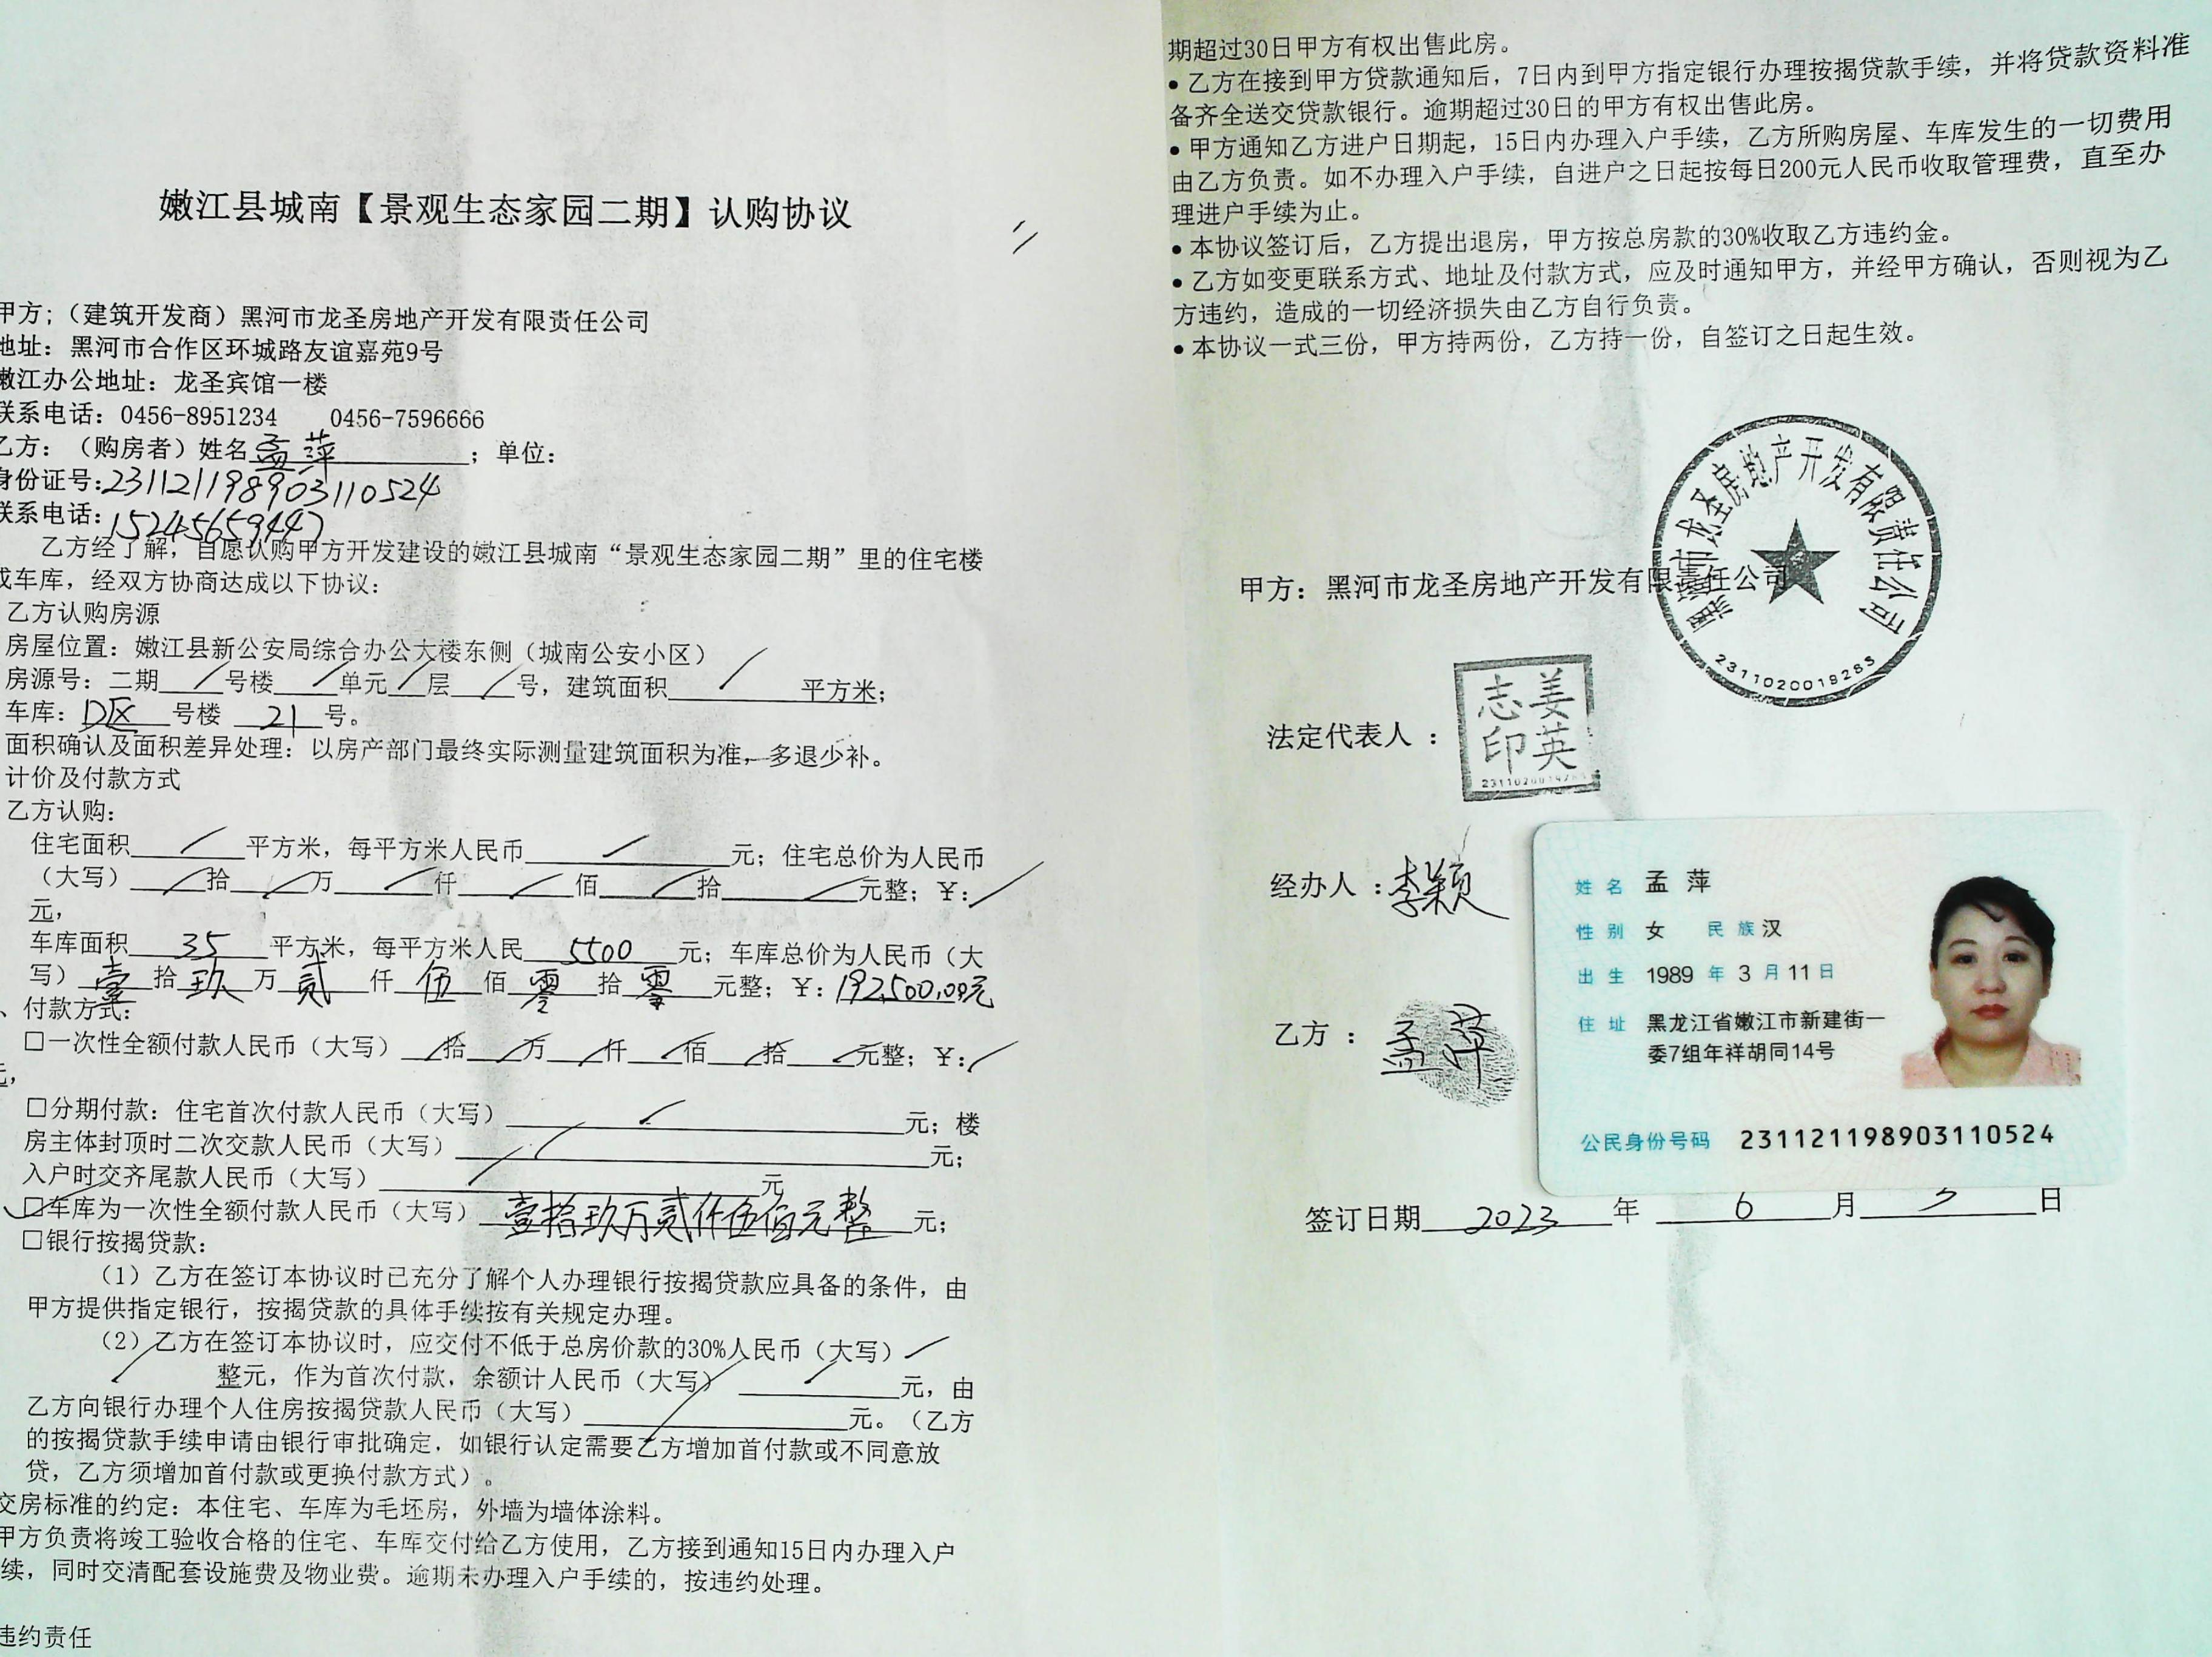 嫩江县城南【景观生态家园二期】认购协议
甲方;（建筑开发商）黑河市龙圣房地产开发有限责任公司
地址：黑河市合作区环城路友谊嘉苑9号
嫩江办公地址：龙圣宾馆一楼
联系电话：0456-8951234 0456-7596666
乙方：（购房者）姓名孟萍；单位：
身份证号:231121198903110524
联系电话：15245659447
乙方经了解，自愿认购甲方开发建设的嫩江县城南“景观生态家园二期”里的住宅楼
或车库，经双方协商达成以下协议：
乙方认购房源
房屋位置：嫩江县新公安局综合办公大楼东侧（城南公安小区）
房源号：二期/号楼/单元/层/号，建筑面积/平方米；
车库：D区号楼 21号。
面积确认及面积差异处理：以房产部门最终实际测量建筑面积为准，多退少补。
计价及付款方式
乙方认购：
住宅面积/平方米，每平方米人民币/元；住宅总价为人民币
（大写）/拾/万/仟/佰/拾/元整；￥：/
元，
车库面积35平方米，每平方米人民5500元；车库总价为人民币（大
写）壹拾玖万贰仟伍佰零拾零元整；￥：192,500.00元
、付款方式：
□一次性全额付款人民币（大写）/拾/万/仟/佰/拾/元整；￥：/
元，
□分期付款：住宅首次付款人民币（大写）/元；楼
房主体封顶时二次交款人民币（大写）/元；
入户时交齐尾款人民币（大写）/元
☑车库为一次性全额付款人民币（大写）壹拾玖万贰仟伍佰元整元；
□银行按揭贷款：
（1）乙方在签订本协议时已充分了解个人办理银行按揭贷款应具备的条件，由
甲方提供指定银行，按揭贷款的具体手续按有关规定办理。
（2）乙方在签订本协议时，应交付不低于总房价款的30%人民币（大写）/
整元，作为首次付款，余额计人民币（大写）/元，由
乙方向银行办理个人住房按揭贷款人民币（大写）/元。（乙方
的按揭贷款手续申请由银行审批确定，如银行认定需要乙方增加首付款或不同意放
贷，乙方须增加首付款或更换付款方式）。
交房标准的约定：本住宅、车库为毛坯房，外墙为墙体涂料。
甲方负责将竣工验收合格的住宅、车库交付给乙方使用，乙方接到通知15日内办理入户
续，同时交清配套设施费及物业费。逾期未办理入户手续的，按违约处理。
违约责任
期超过30日甲方有权出售此房。
• 乙方在接到甲方贷款通知后，7日内到甲方指定银行办理按揭贷款手续，并将贷款资料准
备齐全送交贷款银行。逾期超过30日的甲方有权出售此房。
• 甲方通知乙方进户日期起，15日内办理入户手续，乙方所购房屋、车库发生的一切费用
由乙方负责。如不办理入户手续，自进户之日起按每日200元人民币收取管理费，直至办
理进户手续为止。
• 本协议签订后，乙方提出退房，甲方按总房款的30%收取乙方违约金。
• 乙方如变更联系方式、地址及付款方式，应及时通知甲方，并经甲方确认，否则视为乙
方违约，造成的一切经济损失由乙方自行负责。
• 本协议一式三份，甲方持两份，乙方持一份，自签订之日起生效。
黑河市龙圣房地产开发有限责任公司
2311020019283
甲方：黑河市龙圣房地产开发有限责任公司
法定代表人：
姜英志印
经办人：李颖
乙方：孟萍
姓名 孟萍
性别 女 民族 汉
出生 1989年3月11日
住址 黑龙江省嫩江市新建街一
委7组年祥胡同14号
公民身份号码 231121198903110524
签订日期2023年6月 日